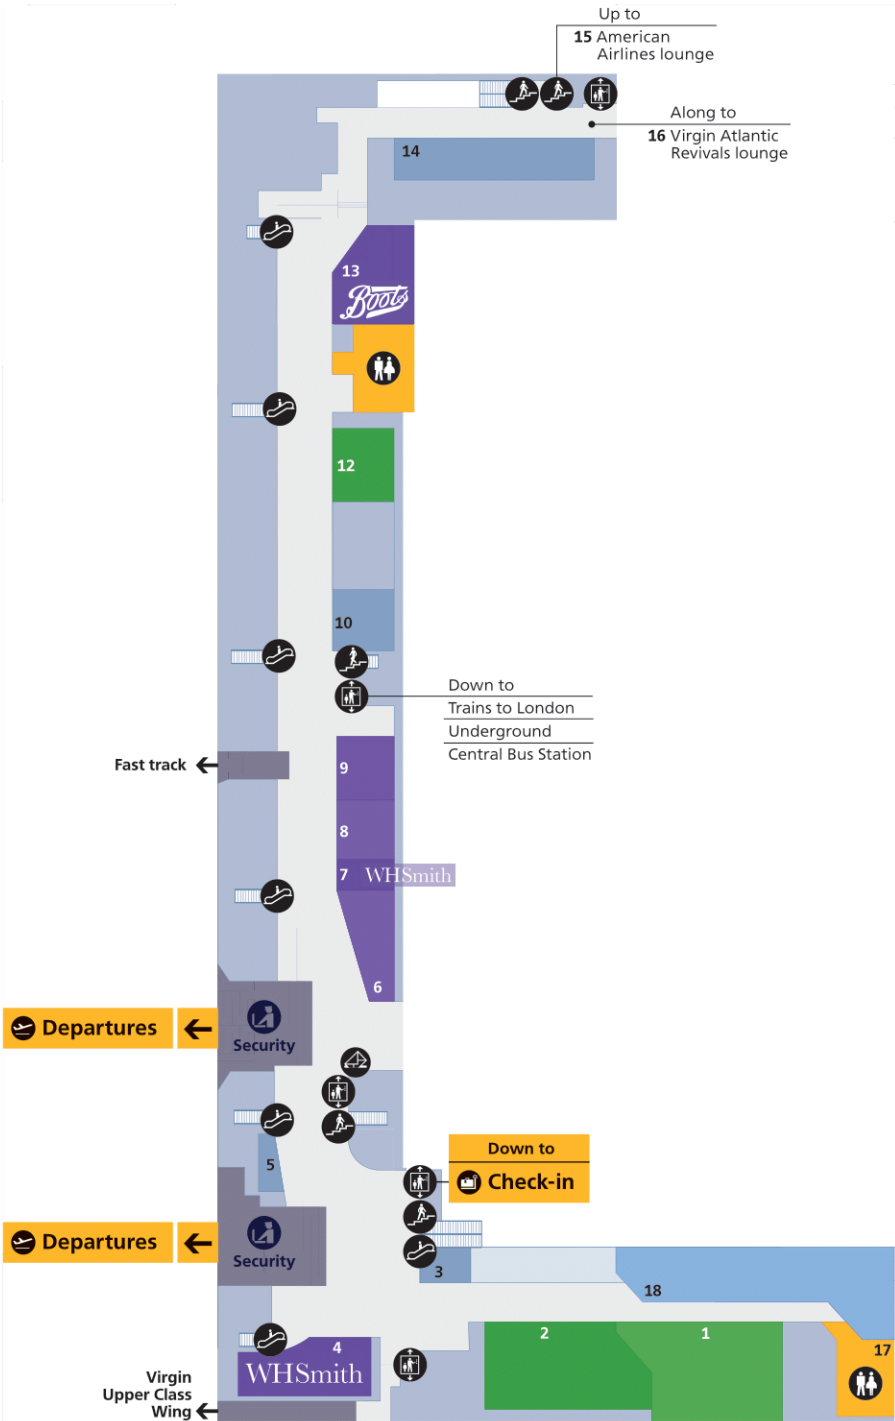 Up to
15 American
Airlines lounge
Along to
16 Virgin Atlantic
Revivals lounge
14
13
Boots
12
10
Down to
Trains to London
Underground
Central Bus Station
Fast track
9
8
7 WHSmith
6
Departures
Security
Down to
Check-in
5
Departures
Security
3
18
4
WHSmith
2
1
17
Virgin
Upper Class
Wing